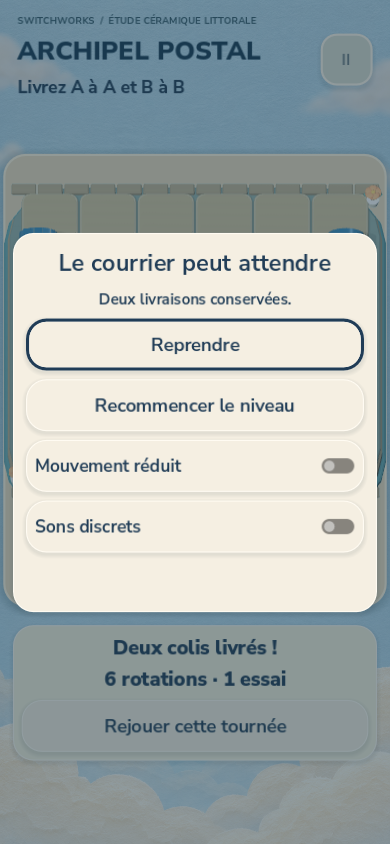 SWITCHWORKS / ÉTUDE CÉRAMIQUE LITTORALE
ARCHIPEL POSTAL
Livrez A à A et B à B
Le courrier peut attendre
Deux livraisons conservées.
Reprendre
Recommencer le niveau
Mouvement réduit
Sons discrets
Deux colis livrés !
6 rotations · 1 essai
Rejouer cette tournée